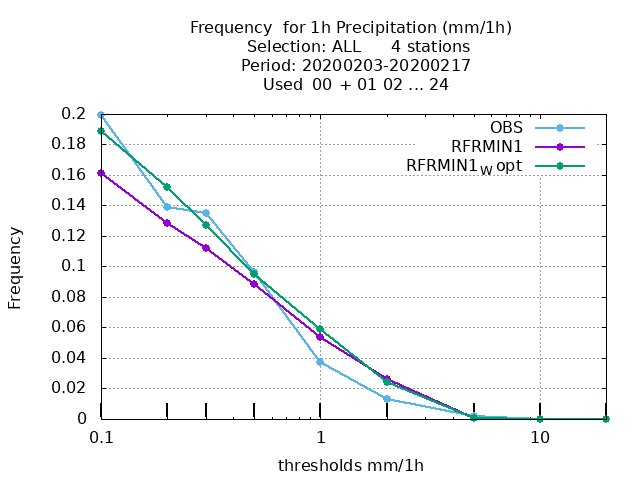 Frequency  for 1h Precipitation (mm/1h)
Selection: ALL      4 stations
Period: 20200203-20200217
Used  00 + 01 02 ... 24
OBS
RFRMIN1
RFRMIN1W opt
Frequency
0.2
0.18
0.16
0.14
0.12
0.1
0.08
0.06
0.04
0.02
0
0.1 1 10
thresholds mm/1h